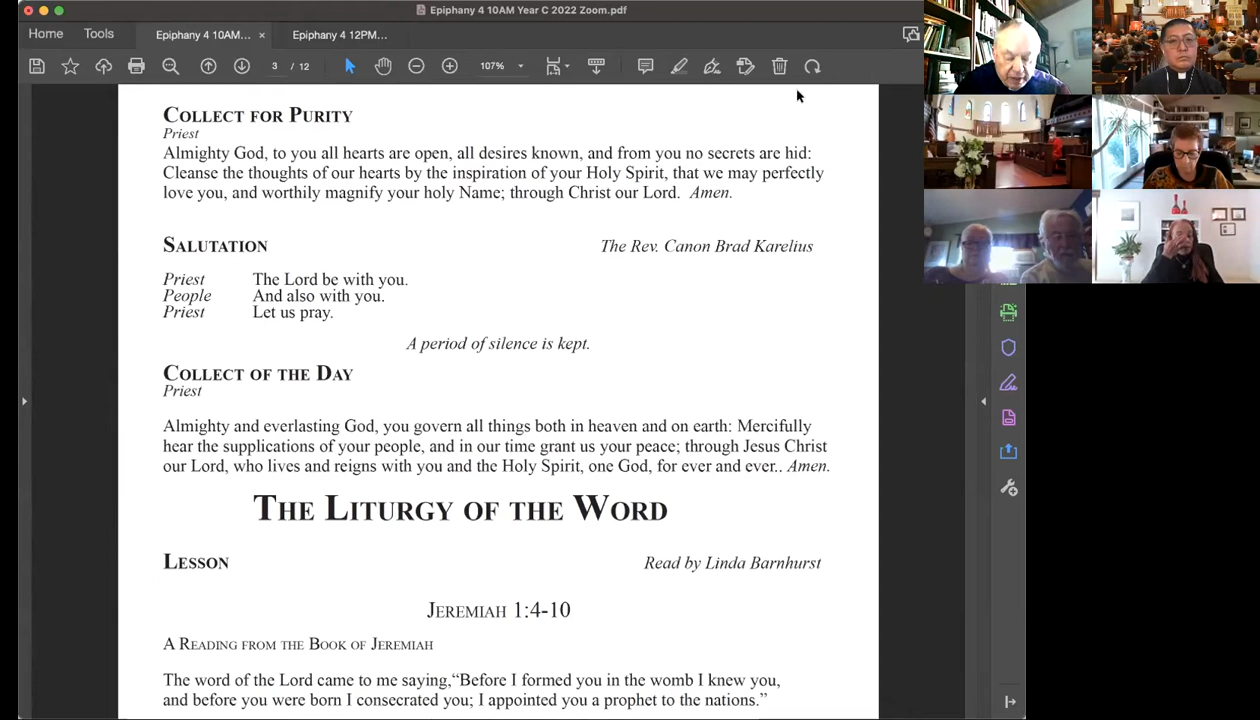 Epiphany 4 10AM Year C 2022 Zoom.pdf
Home Tools Epiphany 4 10AM... × Epiphany 4 12PM...
3 / 12 107%
COLLECT FOR PURITY
Priest
Almighty God, to you all hearts are open, all desires known, and from you no secrets are hid:
Cleanse the thoughts of our hearts by the inspiration of your Holy Spirit, that we may perfectly
love you, and worthily magnify your holy Name; through Christ our Lord. Amen.
SALUTATION The Rev. Canon Brad Karelius
Priest The Lord be with you.
People And also with you.
Priest Let us pray.
A period of silence is kept.
COLLECT OF THE DAY
Priest
Almighty and everlasting God, you govern all things both in heaven and on earth: Mercifully
hear the supplications of your people, and in our time grant us your peace; through Jesus Christ
our Lord, who lives and reigns with you and the Holy Spirit, one God, for ever and ever.. Amen.
THE LITURGY OF THE WORD
LESSON Read by Linda Barnhurst
JEREMIAH 1:4-10
A READING FROM THE BOOK OF JEREMIAH
The word of the Lord came to me saying,“Before I formed you in the womb I knew you,
and before you were born I consecrated you; I appointed you a prophet to the nations.”